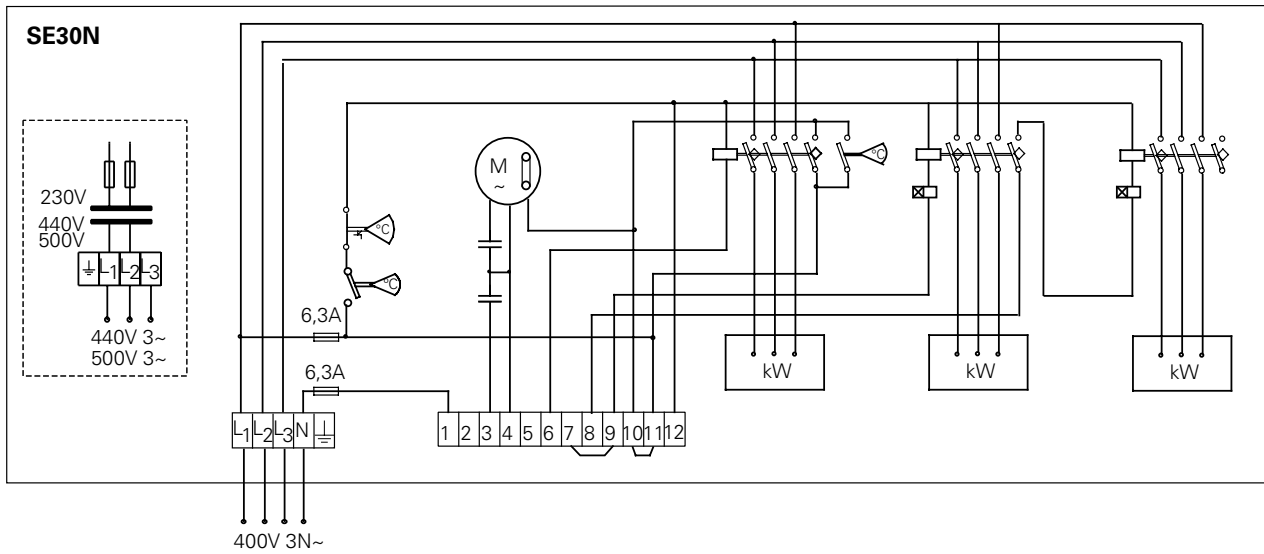 SE30N
230V
440V
500V
L1 L2 L3
440V 3~
500V 3~
M
~
°C
°C
°C
6,3A
6,3A
kW
kW
kW
L1 L2 L3 N
1 2 3 4 5 6 7 8 9 10 11 12
400V 3N~